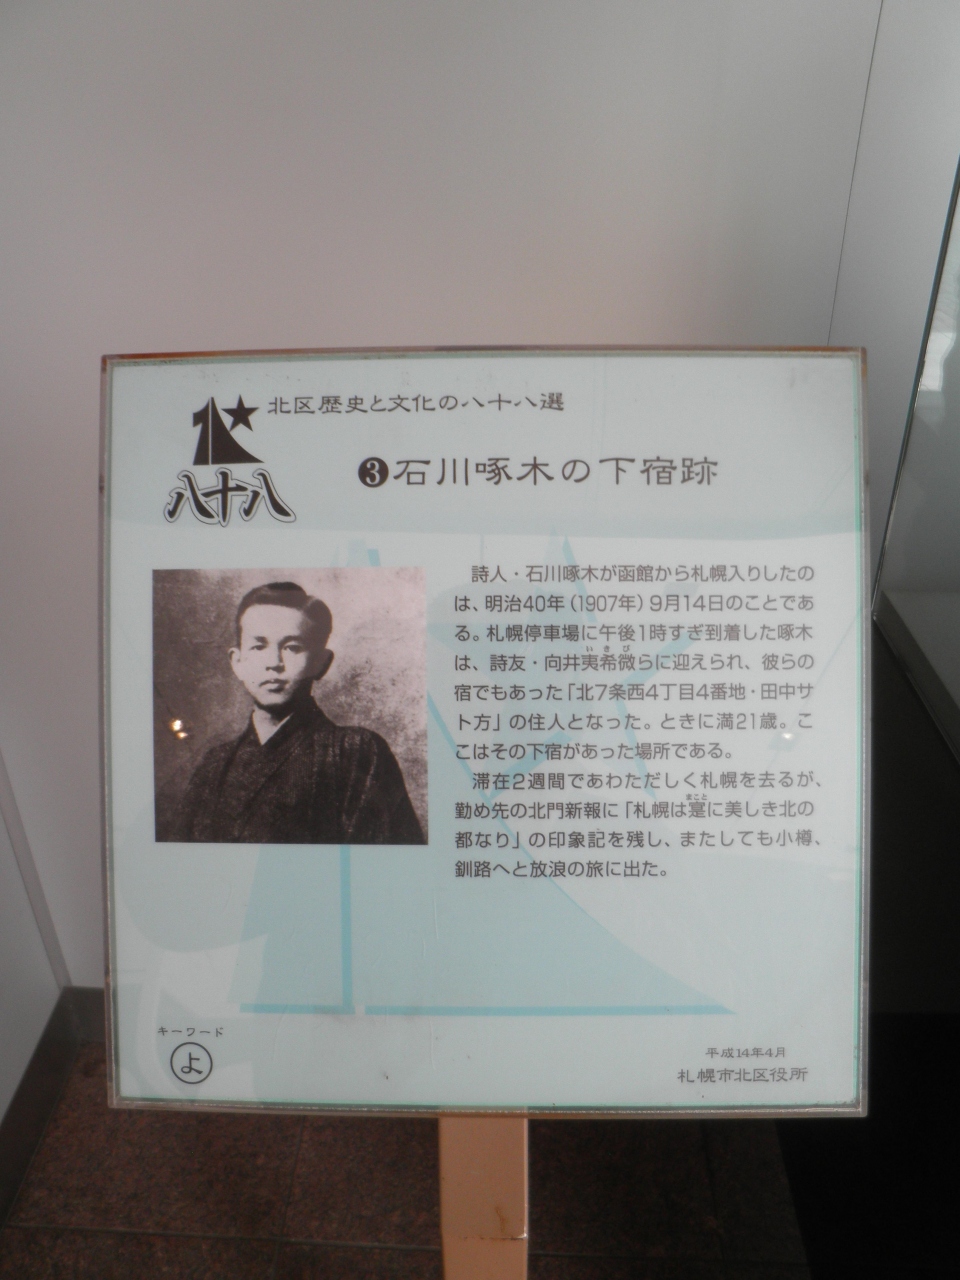 北区歴史と文化の八十八選
八十八
❸石川啄木の下宿跡
詩人・石川啄木が函館から札幌入りしたの
は、明治40年（1907年）9月14日のことであ
る。札幌停車場に午後1時すぎ到着した啄木
いきび
は、詩友・向井夷希微らに迎えられ、彼らの
宿でもあった「北7条西4丁目4番地・田中サ
ト方」の住人となった。ときに満21歳。こ
こはその下宿があった場所である。
滞在2週間であわただしく札幌を去るが、
まこと
勤め先の北門新報に「札幌は寔に美しき北の
都なり」の印象記を残し、またしても小樽、
釧路へと放浪の旅に出た。
キーワード
よ
平成14年4月
札幌市北区役所